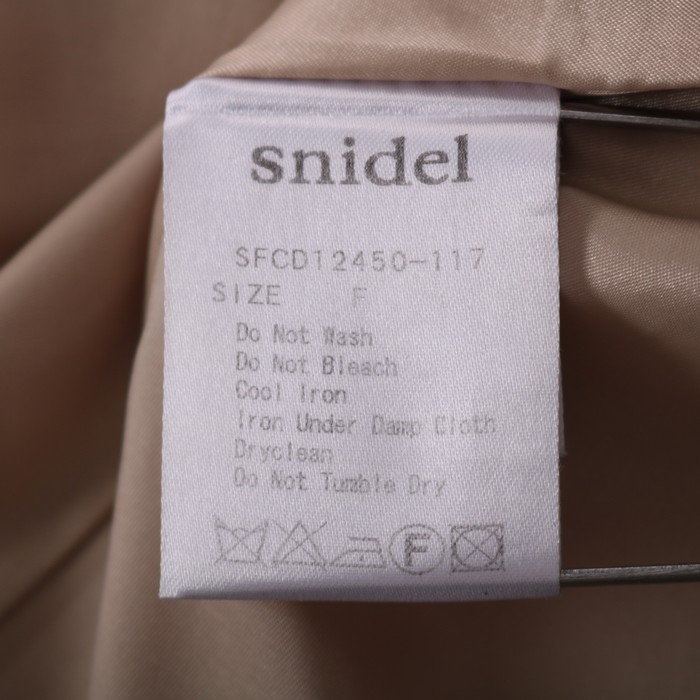 snidel
SFCD12450-117
SIZE F
Do Not Wash
Do Not Bleach
Cool Iron
Iron Under Damp Cloth
Dryclean
Do Not Tumble Dry
F